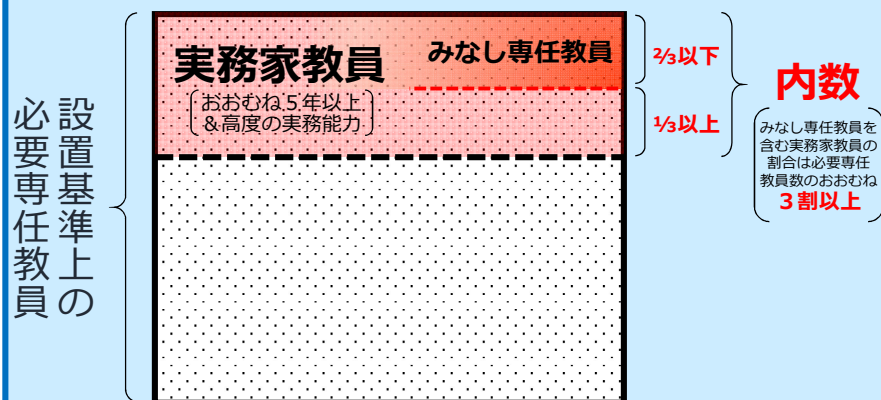 設置基準上の
必要専任教員
実務家教員
おおむね５年以上
＆高度の実務能力
みなし専任教員
⅔以下
⅓以上
内数
みなし専任教員を
含む実務家教員の
割合は必要専任
教員数のおおむね
３割以上